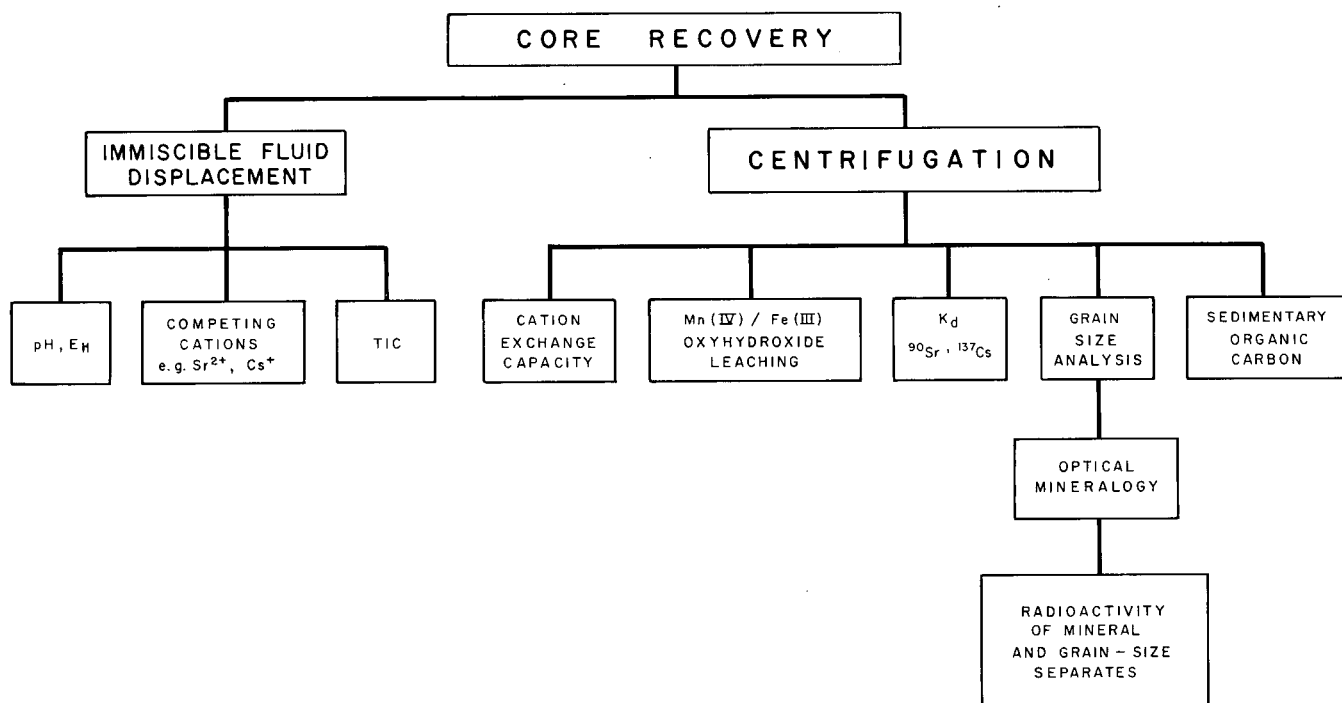 CORE RECOVERY
IMMISCIBLE FLUID
DISPLACEMENT
CENTRIFUGATION
pH, EH
COMPETING
CATIONS
e.g. Sr²⁺, Cs⁺
TIC
CATION
EXCHANGE
CAPACITY
Mn(IV) / Fe(III)
OXYHYDROXIDE
LEACHING
Kd
⁹⁰Sr, ¹³⁷Cs
GRAIN
SIZE
ANALYSIS
SEDIMENTARY
ORGANIC
CARBON
OPTICAL
MINERALOGY
RADIOACTIVITY
OF MINERAL
AND GRAIN-SIZE
SEPARATES